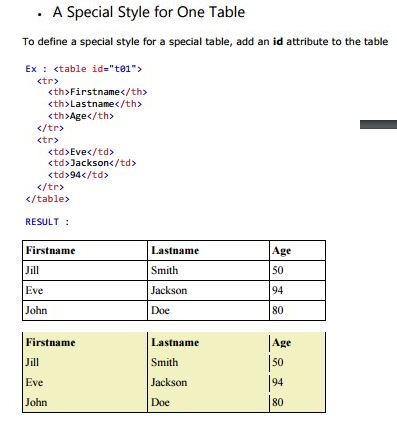 • A Special Style for One Table
To define a special style for a special table, add an id attribute to the table
Ex : <table id="t01">
<tr>
<th>Firstname</th>
<th>Lastname</th>
<th>Age</th>
</tr>
<tr>
<td>Eve</td>
<td>Jackson</td>
<td>94</td>
</tr>
</table>
RESULT :
Firstname Lastname Age
Jill Smith 50
Eve Jackson 94
John Doe 80
Firstname Lastname Age
Jill Smith 50
Eve Jackson 94
John Doe 80